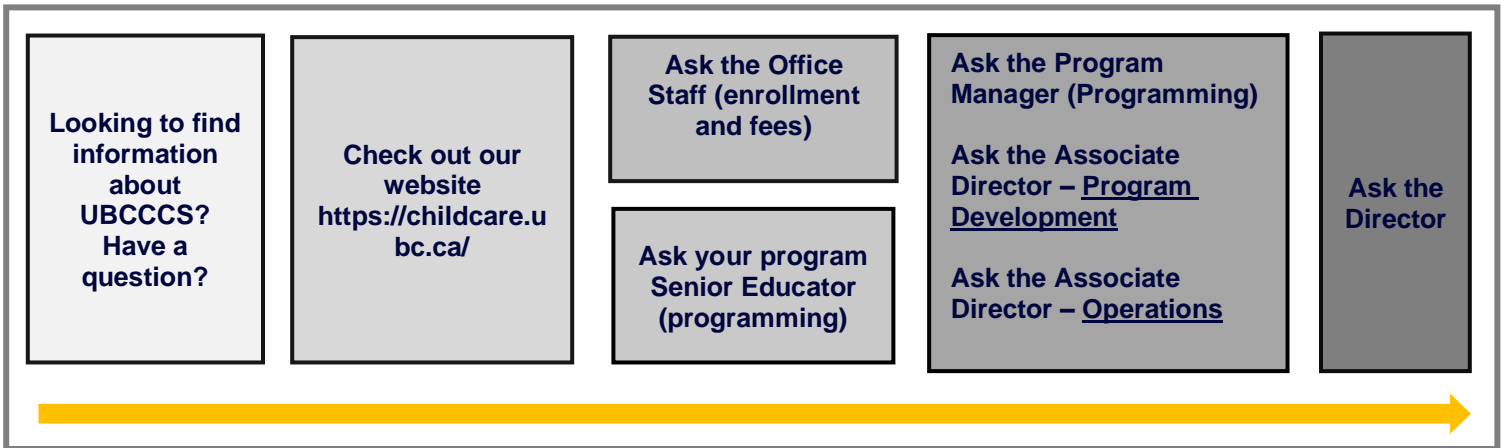 Looking to find
information
about
UBCCCS?
Have a
question?
Check out our
website
https://childcare.u
bc.ca/
Ask the Office
Staff (enrollment
and fees)
Ask your program
Senior Educator
(programming)
Ask the Program
Manager (Programming)
Ask the Associate
Director – Program
Development
Ask the Associate
Director – Operations
Ask the
Director